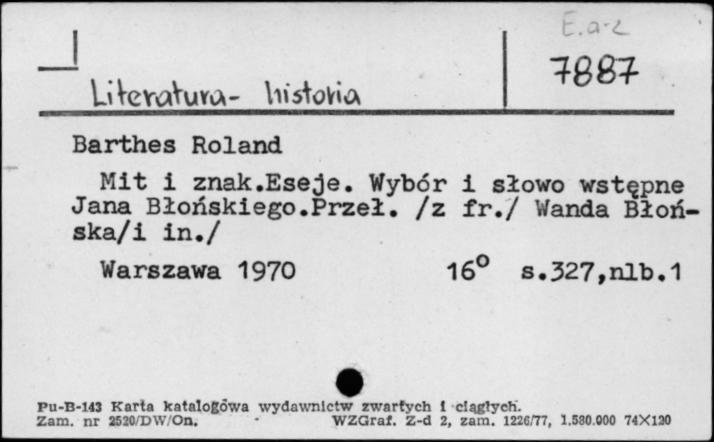 E.a-z
7887
Literatura- historia
Barthes Roland
Mit i znak.Eseje. Wybór i słowo wstępne
Jana Błońskiego.Przeł. /z fr./ Wanda Błoń-
ska/i in./
Warszawa 1970 16° s.327,nlb.1
Pu-B-143 Karta katalogowa wydawnictw zwartych i ciągłych.
Zam. nr 2520/DW/On. WZGraf. Z-d 2, zam. 1226/77, 1.580.000 74X120